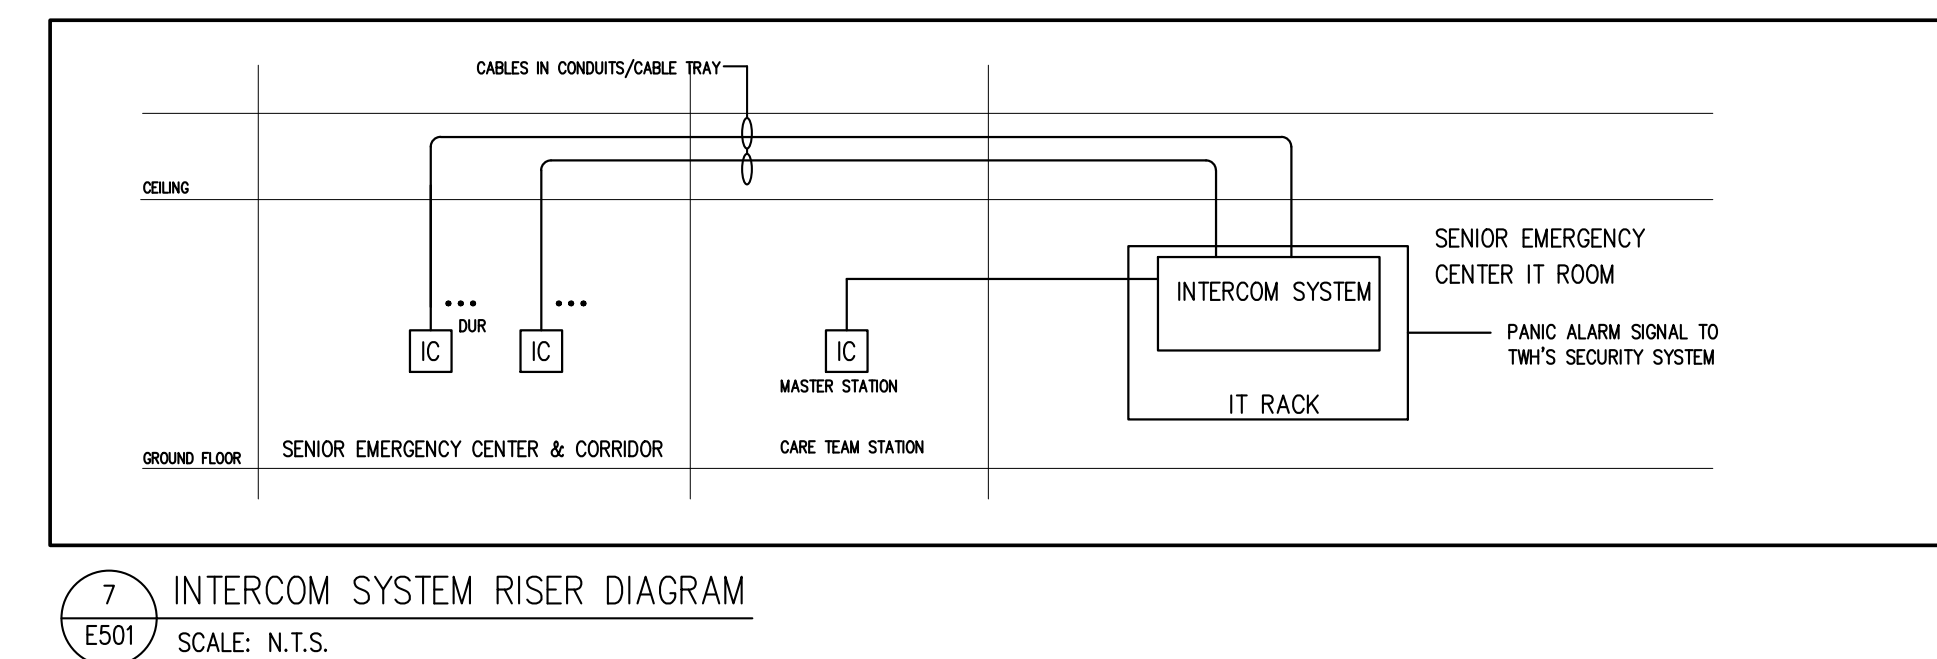 CABLES IN CONDUITS/CABLE TRAY
CEILING
SENIOR EMERGENCY
CENTER IT ROOM
INTERCOM SYSTEM
DUR
IC
IC
IC
PANIC ALARM SIGNAL TO
TWH'S SECURITY SYSTEM
MASTER STATION
IT RACK
GROUND FLOOR
SENIOR EMERGENCY CENTER & CORRIDOR
CARE TEAM STATION
7
E501
INTERCOM SYSTEM RISER DIAGRAM
SCALE: N.T.S.